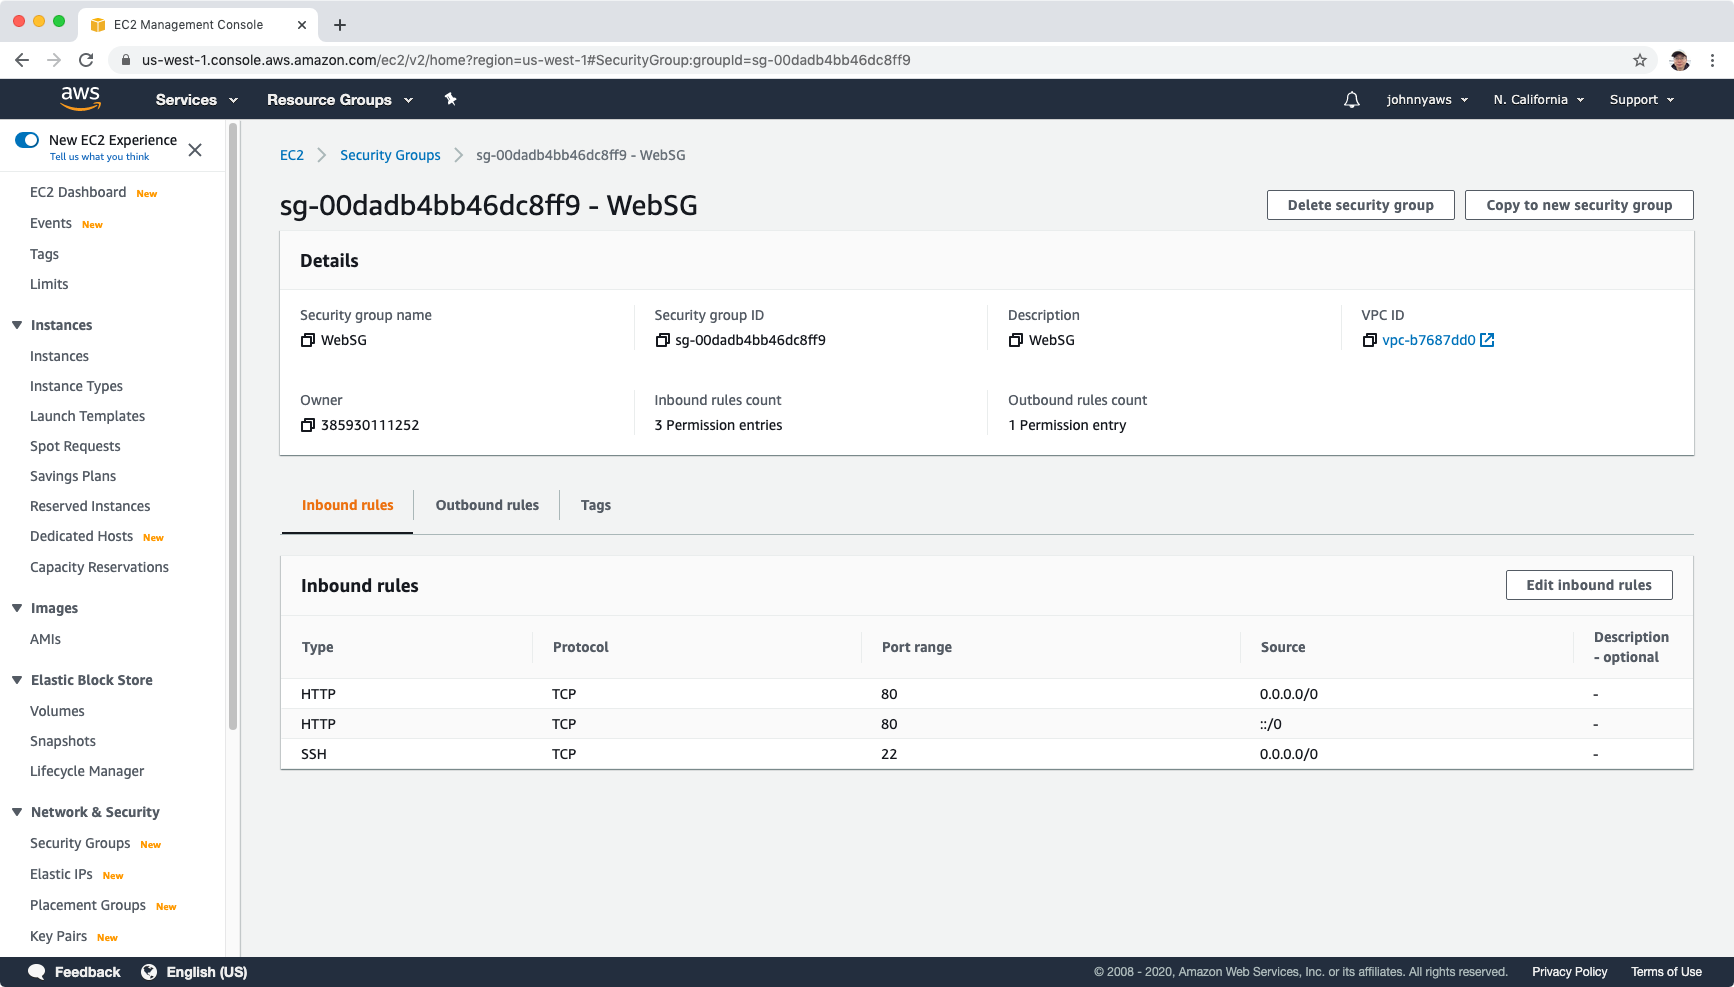 EC2 Management Console
us-west-1.console.aws.amazon.com/ec2/v2/home?region=us-west-1#SecurityGroup:groupId=sg-00dadb4bb46dc8ff9
aws Services Resource Groups johnnyaws N. California Support
New EC2 Experience
Tell us what you think
EC2 Dashboard New
Events New
Tags
Limits
Instances
Instances
Instance Types
Launch Templates
Spot Requests
Savings Plans
Reserved Instances
Dedicated Hosts New
Capacity Reservations
Images
AMIs
Elastic Block Store
Volumes
Snapshots
Lifecycle Manager
Network & Security
Security Groups New
Elastic IPs New
Placement Groups New
Key Pairs New
EC2 Security Groups sg-00dadb4bb46dc8ff9 - WebSG
sg-00dadb4bb46dc8ff9 - WebSG
Delete security group Copy to new security group
Details
Security group name Security group ID Description VPC ID
WebSG sg-00dadb4bb46dc8ff9 WebSG vpc-b7687dd0
Owner Inbound rules count Outbound rules count
385930111252 3 Permission entries 1 Permission entry
Inbound rules Outbound rules Tags
Inbound rules Edit inbound rules
Type Protocol Port range Source Description
- optional
HTTP TCP 80 0.0.0.0/0 -
HTTP TCP 80 ::/0 -
SSH TCP 22 0.0.0.0/0 -
Feedback English (US) © 2008 - 2020, Amazon Web Services, Inc. or its affiliates. All rights reserved. Privacy Policy Terms of Use